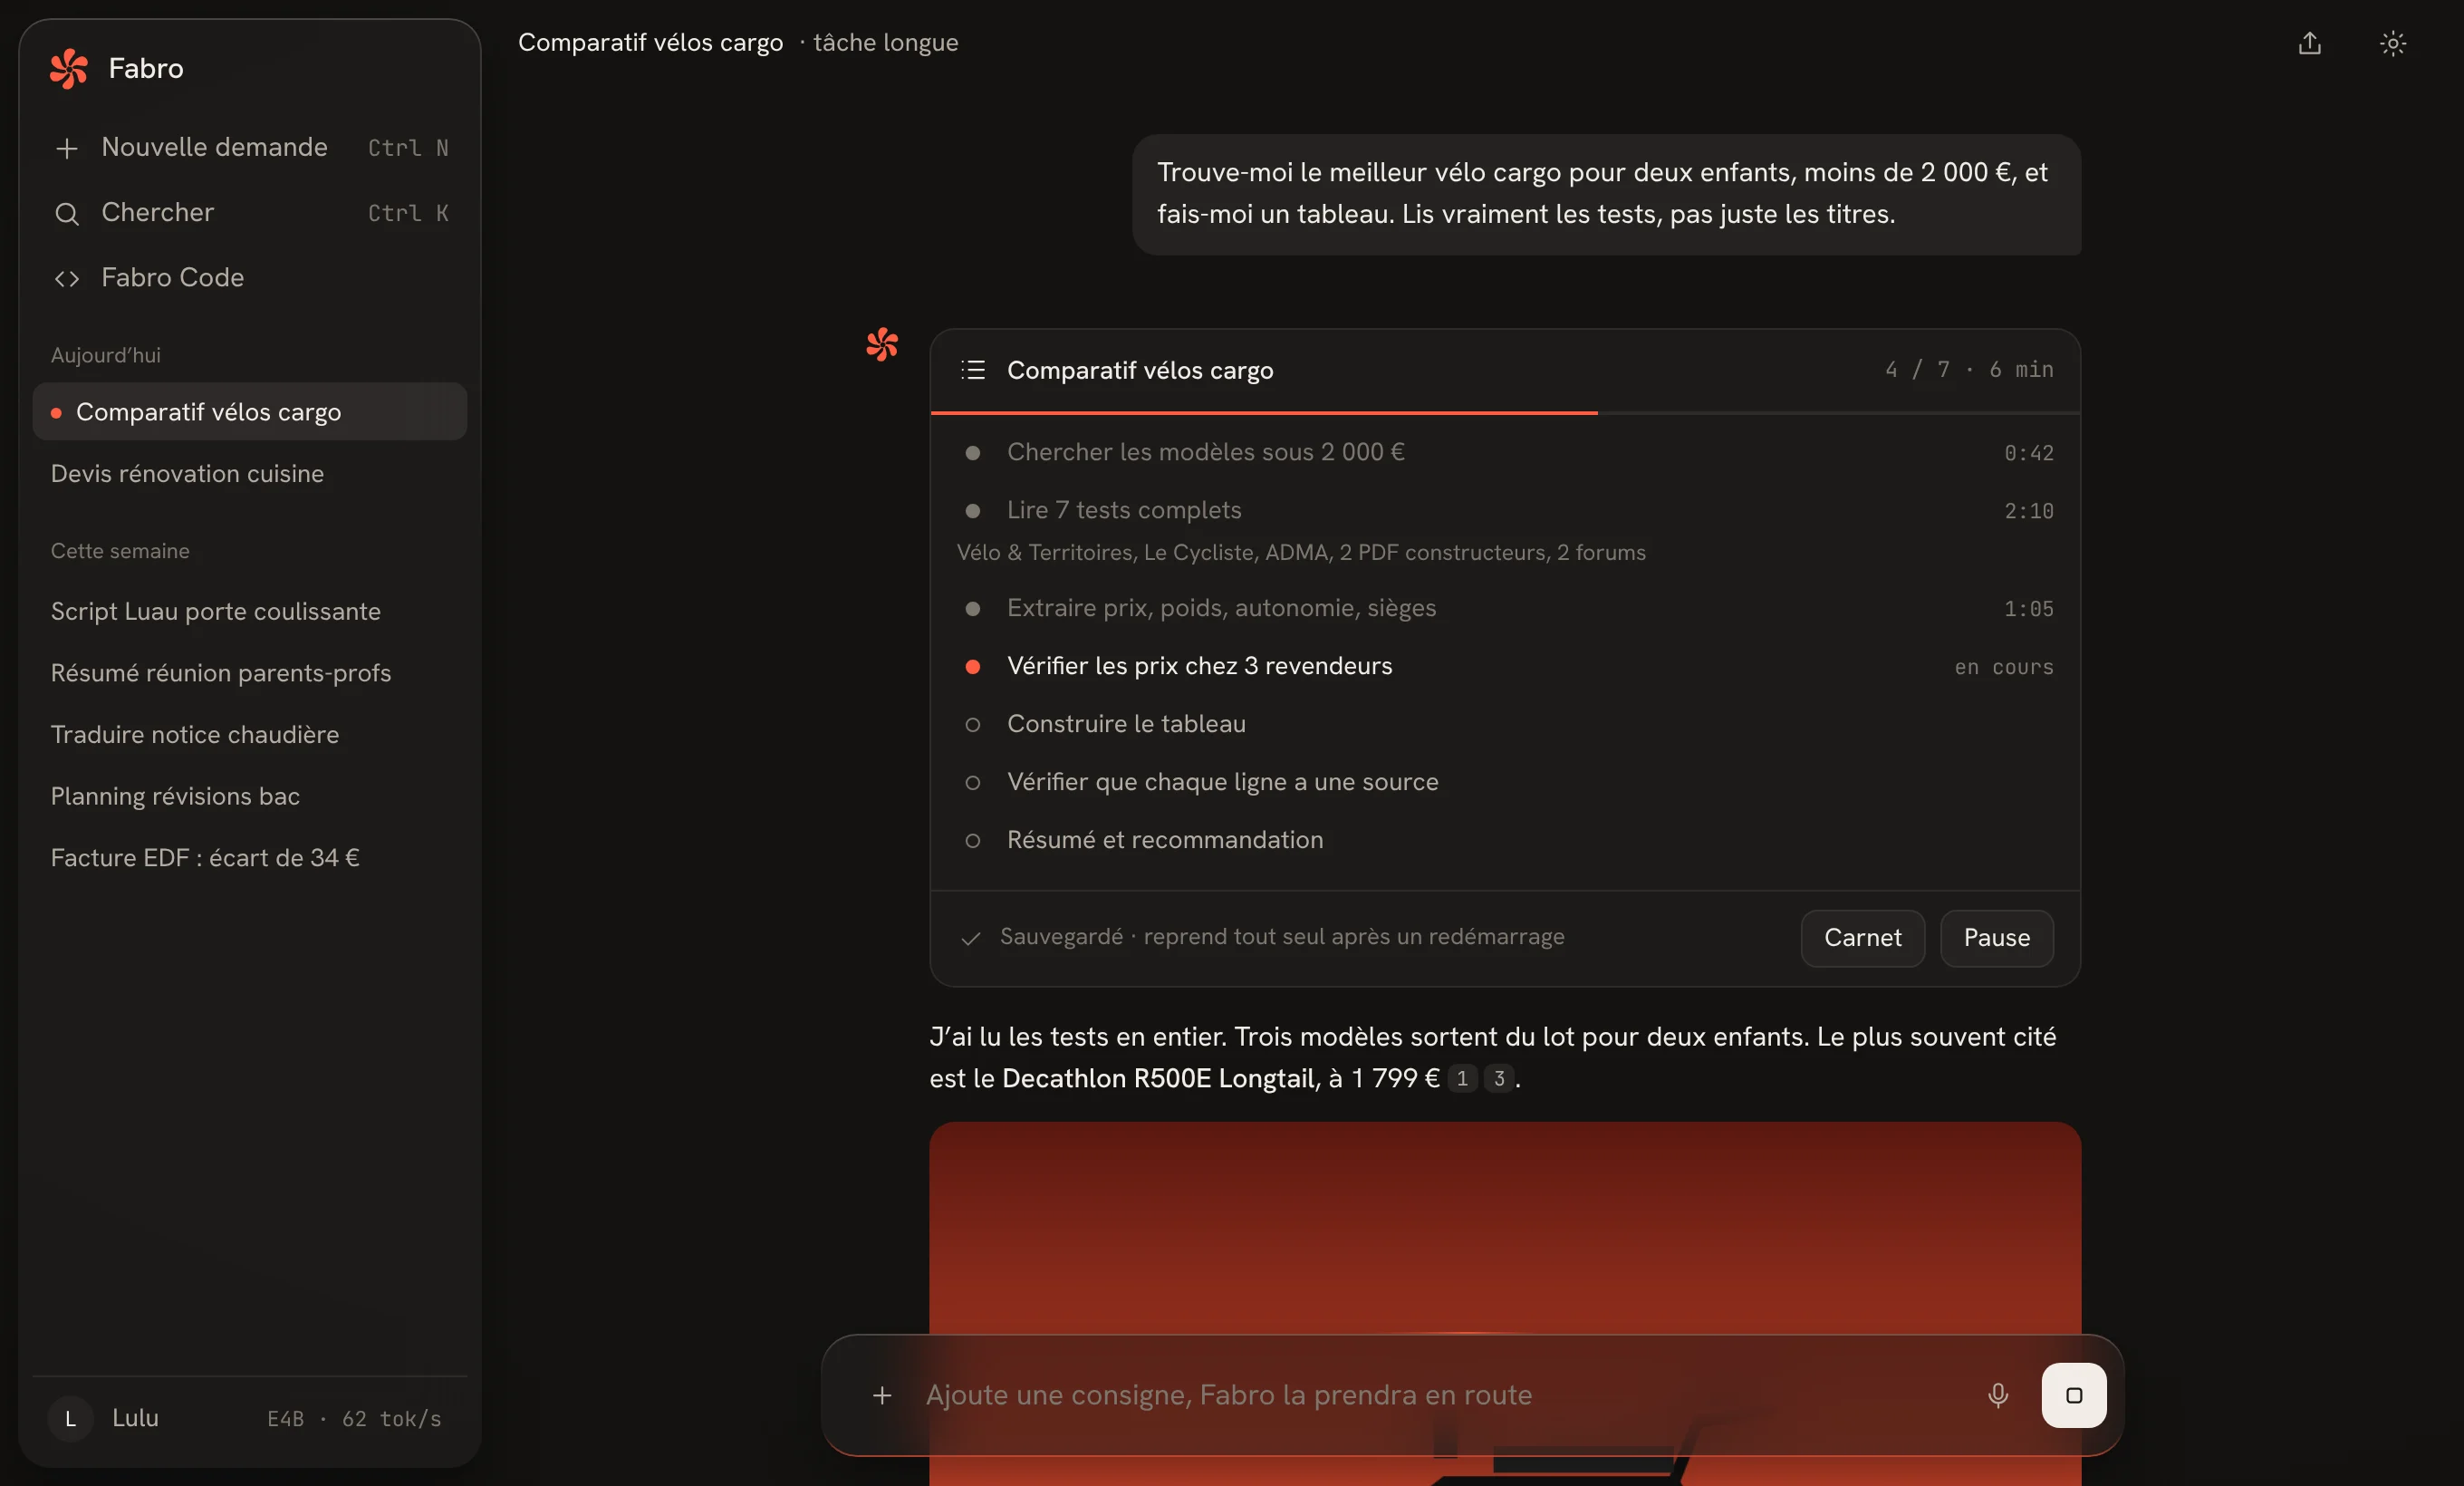 Fabro
Nouvelle demande Ctrl N
Chercher Ctrl K
Fabro Code
Aujourd’hui
Comparatif vélos cargo
Devis rénovation cuisine
Cette semaine
Script Luau porte coulissante
Résumé réunion parents-profs
Traduire notice chaudière
Planning révisions bac
Facture EDF : écart de 34 €
L Lulu E4B · 62 tok/s
Comparatif vélos cargo · tâche longue
Trouve-moi le meilleur vélo cargo pour deux enfants, moins de 2 000 €, et
fais-moi un tableau. Lis vraiment les tests, pas juste les titres.
Comparatif vélos cargo 4 / 7 · 6 min
Chercher les modèles sous 2 000 € 0:42
Lire 7 tests complets 2:10
Vélo & Territoires, Le Cycliste, ADMA, 2 PDF constructeurs, 2 forums
Extraire prix, poids, autonomie, sièges 1:05
Vérifier les prix chez 3 revendeurs en cours
Construire le tableau
Vérifier que chaque ligne a une source
Résumé et recommandation
Sauvegardé · reprend tout seul après un redémarrage Carnet Pause
J’ai lu les tests en entier. Trois modèles sortent du lot pour deux enfants. Le plus souvent cité
est le Decathlon R500E Longtail, à 1 799 € 1 3.
Ajoute une consigne, Fabro la prendra en route